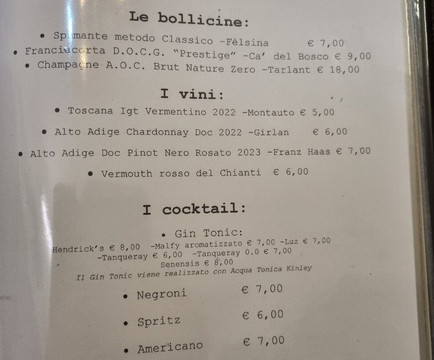 Le bollicine:
• Spumante metodo Classico -Fèlsina € 7,00
• Franciacorta D.O.C.G. "Prestige" -Ca' del Bosco € 9,00
• Champagne A.O.C. Brut Nature Zero -Tarlant € 18,00
I vini:
• Toscana Igt Vermentino 2022 -Montauto € 5,00
• Alto Adige Chardonnay Doc 2022 -Girlan € 6,00
• Alto Adige Doc Pinot Nero Rosato 2023 -Franz Haas € 7,00
• Vermouth rosso del Chianti € 6,00
I cocktail:
• Gin Tonic:
Hendrick's € 8,00 -Malfy aromatizzato € 7,00 -Luz € 7,00
-Tanqueray € 6,00 -Tanqueray 0.0 € 7,00
Senensis € 8,00
Il Gin Tonic viene realizzato con Acqua Tonica Kinley
• Negroni € 7,00
• Spritz € 6,00
• Americano € 7,00